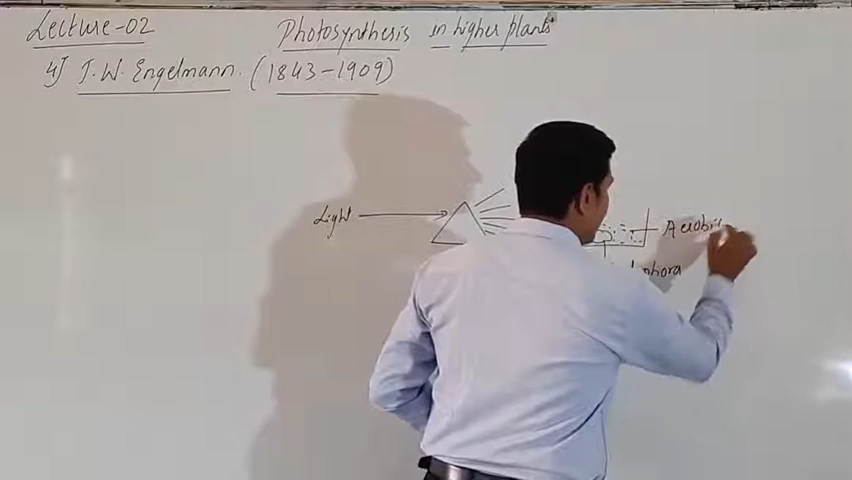 Lecture-02 Photosynthesis in higher plants
4] T.W. Engelmann. (1843-1909)
Light